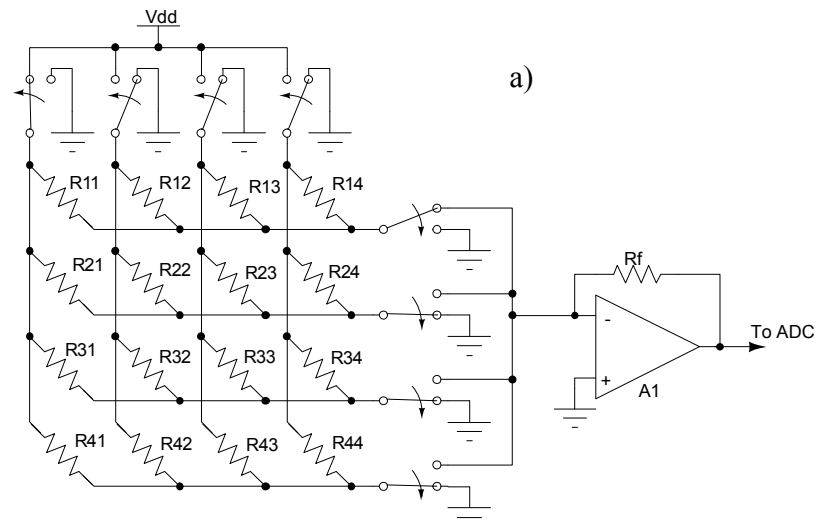 Vdd
a)
R11 R12 R13 R14
R21 R22 R23 R24
Rf
-
To ADC
+
A1
R31 R32 R33 R34
R41 R42 R43 R44